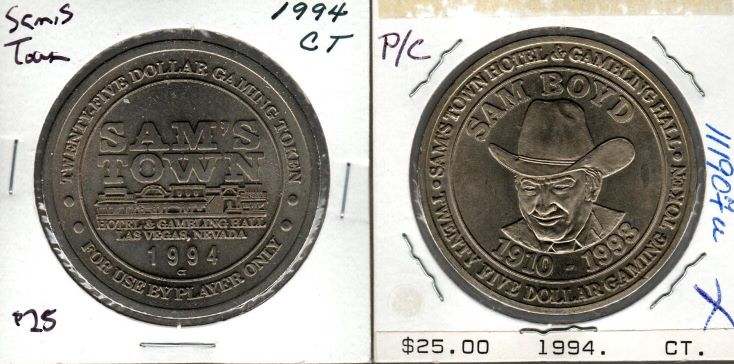 Sam's
Town
1994
CT
TWENTY-FIVE DOLLAR GAMING TOKEN
SAM'S
TOWN
HOTEL & GAMBLING HALL
LAS VEGAS, NEVADA
1994
CT
FOR USE BY PLAYER ONLY
$25
P/C
SAM'S TOWN HOTEL & GAMBLING HALL
SAM BOYD
1910 - 1993
TWENTY FIVE DOLLAR GAMING TOKEN
$25.00 1994. CT.